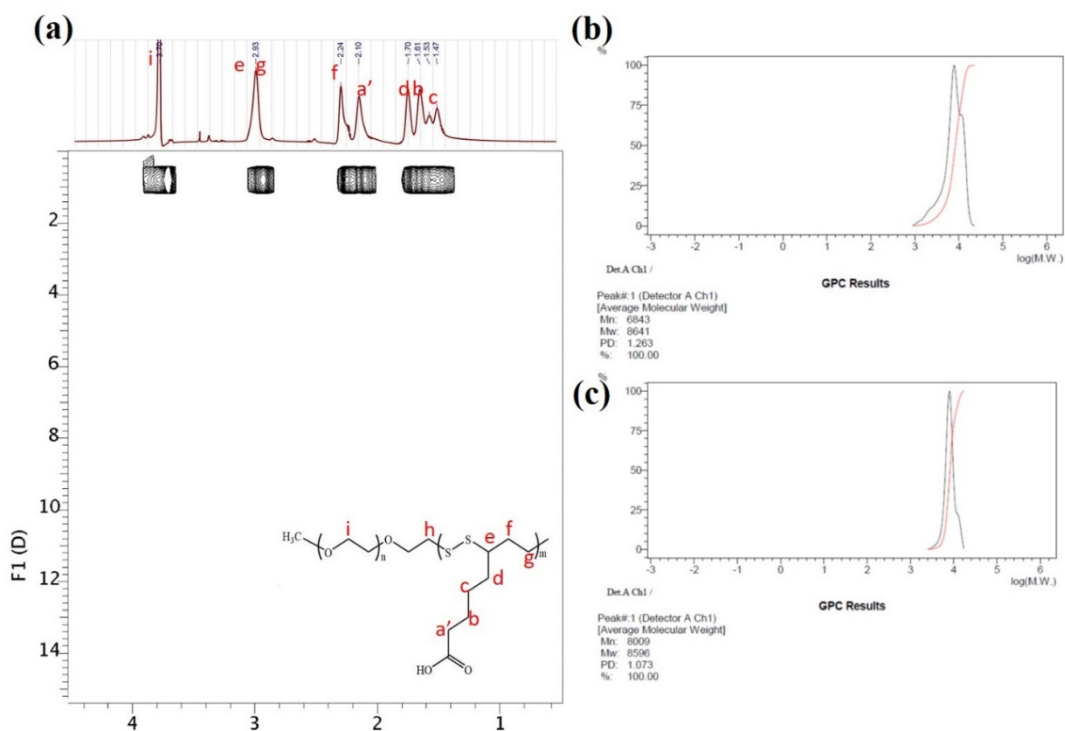 (a)
i
e
g
f
a'
d
b
c
2.93
2.24
2.10
1.70
1.61
1.53
1.47
2
4
6
8
10
12
14
F1 (D)
H₃C
O
i
n
O
h
S
S
e
f
g
m
d
c
b
a'
HO
O
4 3 2 1
(b)
%
100
75
50
25
0
-3 -2 -1 0 1 2 3 4 5 6
log(M.W.)
Det.A Ch1 /
GPC Results
Peak#:1 (Detector A Ch1)
[Average Molecular Weight]
Mn: 6843
Mw: 8641
PD: 1.263
%: 100.00
(c)
%
100
75
50
25
0
-3 -2 -1 0 1 2 3 4 5 6
log(M.W.)
Det.A Ch1 /
GPC Results
Peak#:1 (Detector A Ch1)
[Average Molecular Weight]
Mn: 8009
Mw: 8596
PD: 1.073
%: 100.00